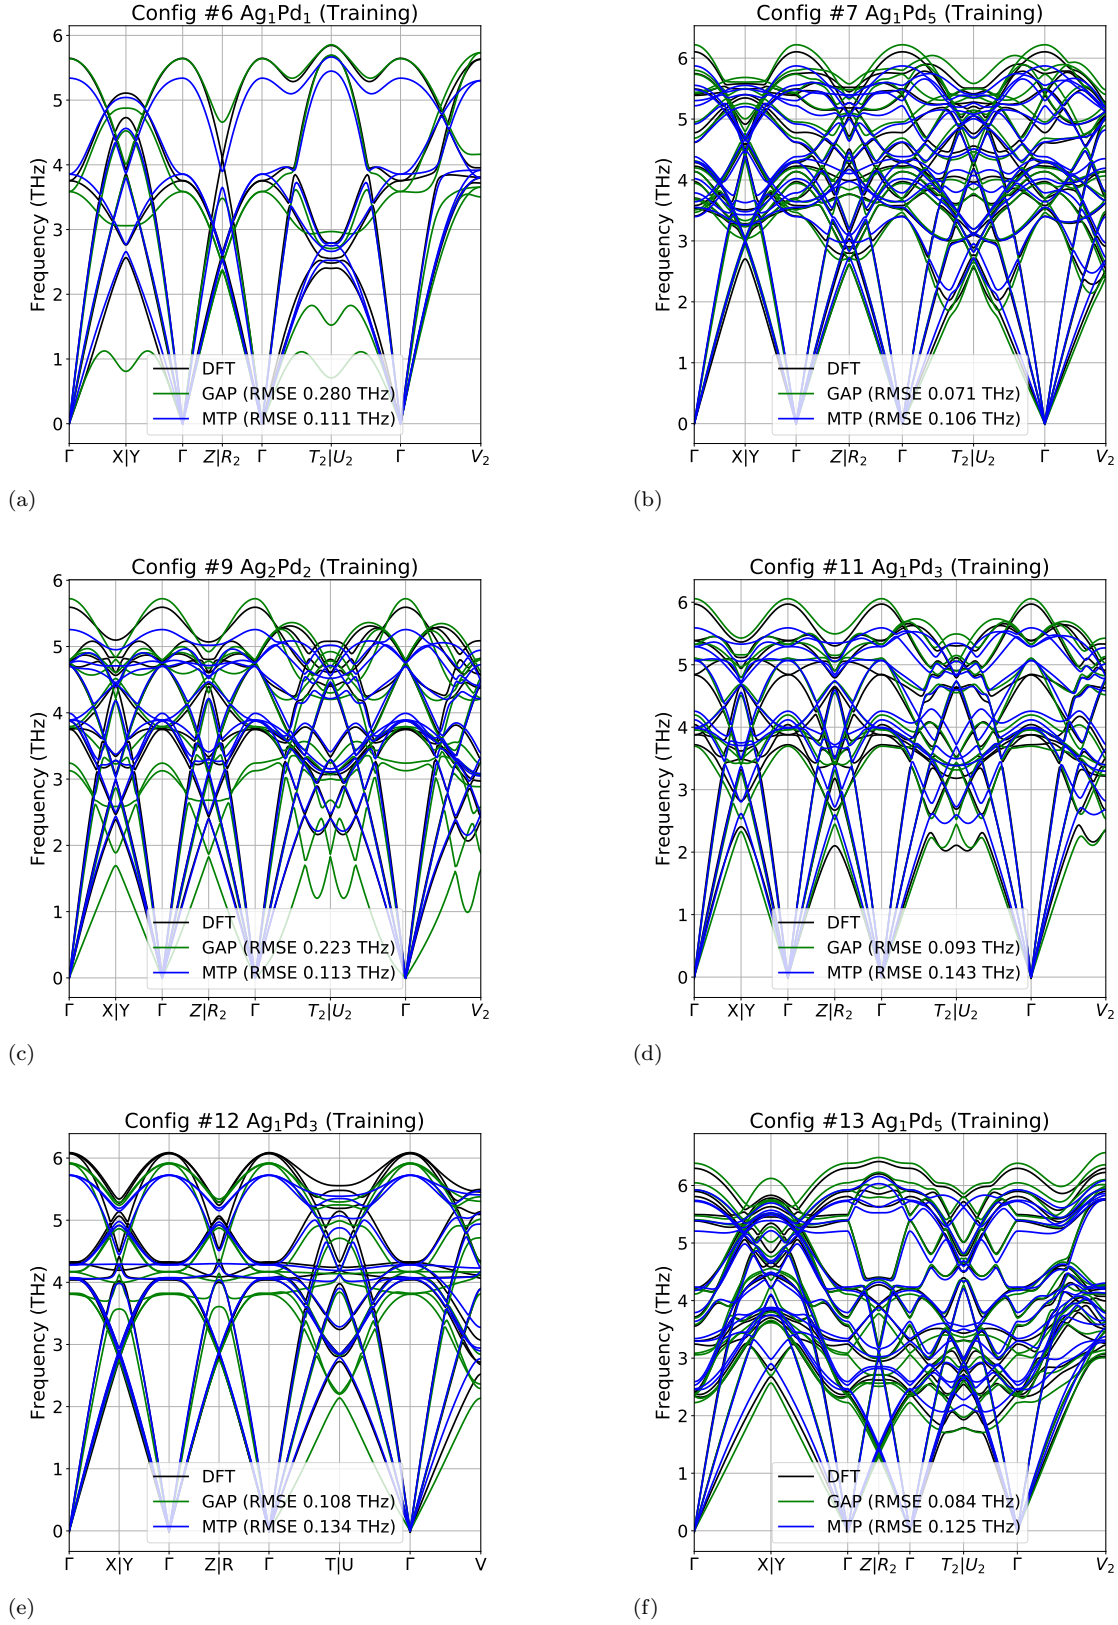 Config #6 Ag₁Pd₁ (Training)
Frequency (THz)
6
5
4
3
2
1
0
DFT
GAP (RMSE 0.280 THz)
MTP (RMSE 0.111 THz)
Γ X|Y Γ Z|R₂ Γ T₂|U₂ Γ V₂
(a)
Config #7 Ag₁Pd₅ (Training)
Frequency (THz)
6
5
4
3
2
1
0
DFT
GAP (RMSE 0.071 THz)
MTP (RMSE 0.106 THz)
Γ X|Y Γ Z|R₂ Γ T₂|U₂ Γ V₂
(b)
Config #9 Ag₂Pd₂ (Training)
Frequency (THz)
6
5
4
3
2
1
0
DFT
GAP (RMSE 0.223 THz)
MTP (RMSE 0.113 THz)
Γ X|Y Γ Z|R₂ Γ T₂|U₂ Γ V₂
(c)
Config #11 Ag₁Pd₃ (Training)
Frequency (THz)
6
5
4
3
2
1
0
DFT
GAP (RMSE 0.093 THz)
MTP (RMSE 0.143 THz)
Γ X|Y Γ Z|R₂ Γ T₂|U₂ Γ V₂
(d)
Config #12 Ag₁Pd₃ (Training)
Frequency (THz)
6
5
4
3
2
1
0
DFT
GAP (RMSE 0.108 THz)
MTP (RMSE 0.134 THz)
Γ X|Y Γ Z|R Γ T|U Γ V
(e)
Config #13 Ag₁Pd₅ (Training)
Frequency (THz)
6
5
4
3
2
1
0
DFT
GAP (RMSE 0.084 THz)
MTP (RMSE 0.125 THz)
Γ X|Y Γ Z|R₂ Γ T₂|U₂ Γ V₂
(f)